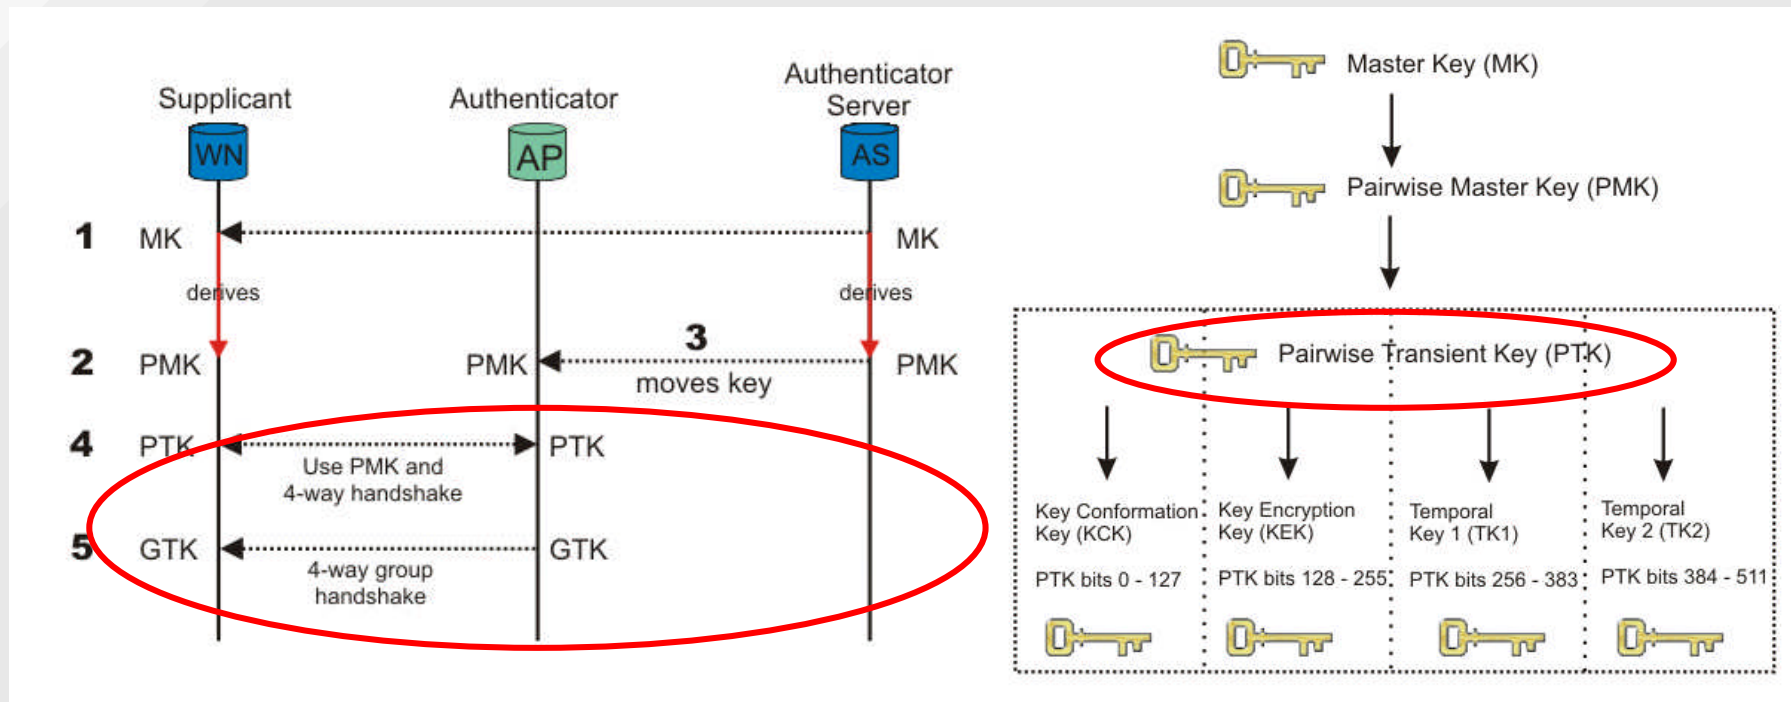 Supplicant
Authenticator
Authenticator
Server
WN
AP
AS
1
MK
MK
derives
derives
2
PMK
PMK
3
moves key
PMK
4
PTK
PTK
Use PMK and
4-way handshake
5
GTK
GTK
4-way group
handshake
Master Key (MK)
Pairwise Master Key (PMK)
Pairwise Transient Key (PTK)
Key Conformation
Key (KCK)
PTK bits 0 - 127
Key Encryption
Key (KEK)
PTK bits 128 - 255
Temporal
Key 1 (TK1)
PTK bits 256 - 383
Temporal
Key 2 (TK2)
PTK bits 384 - 511